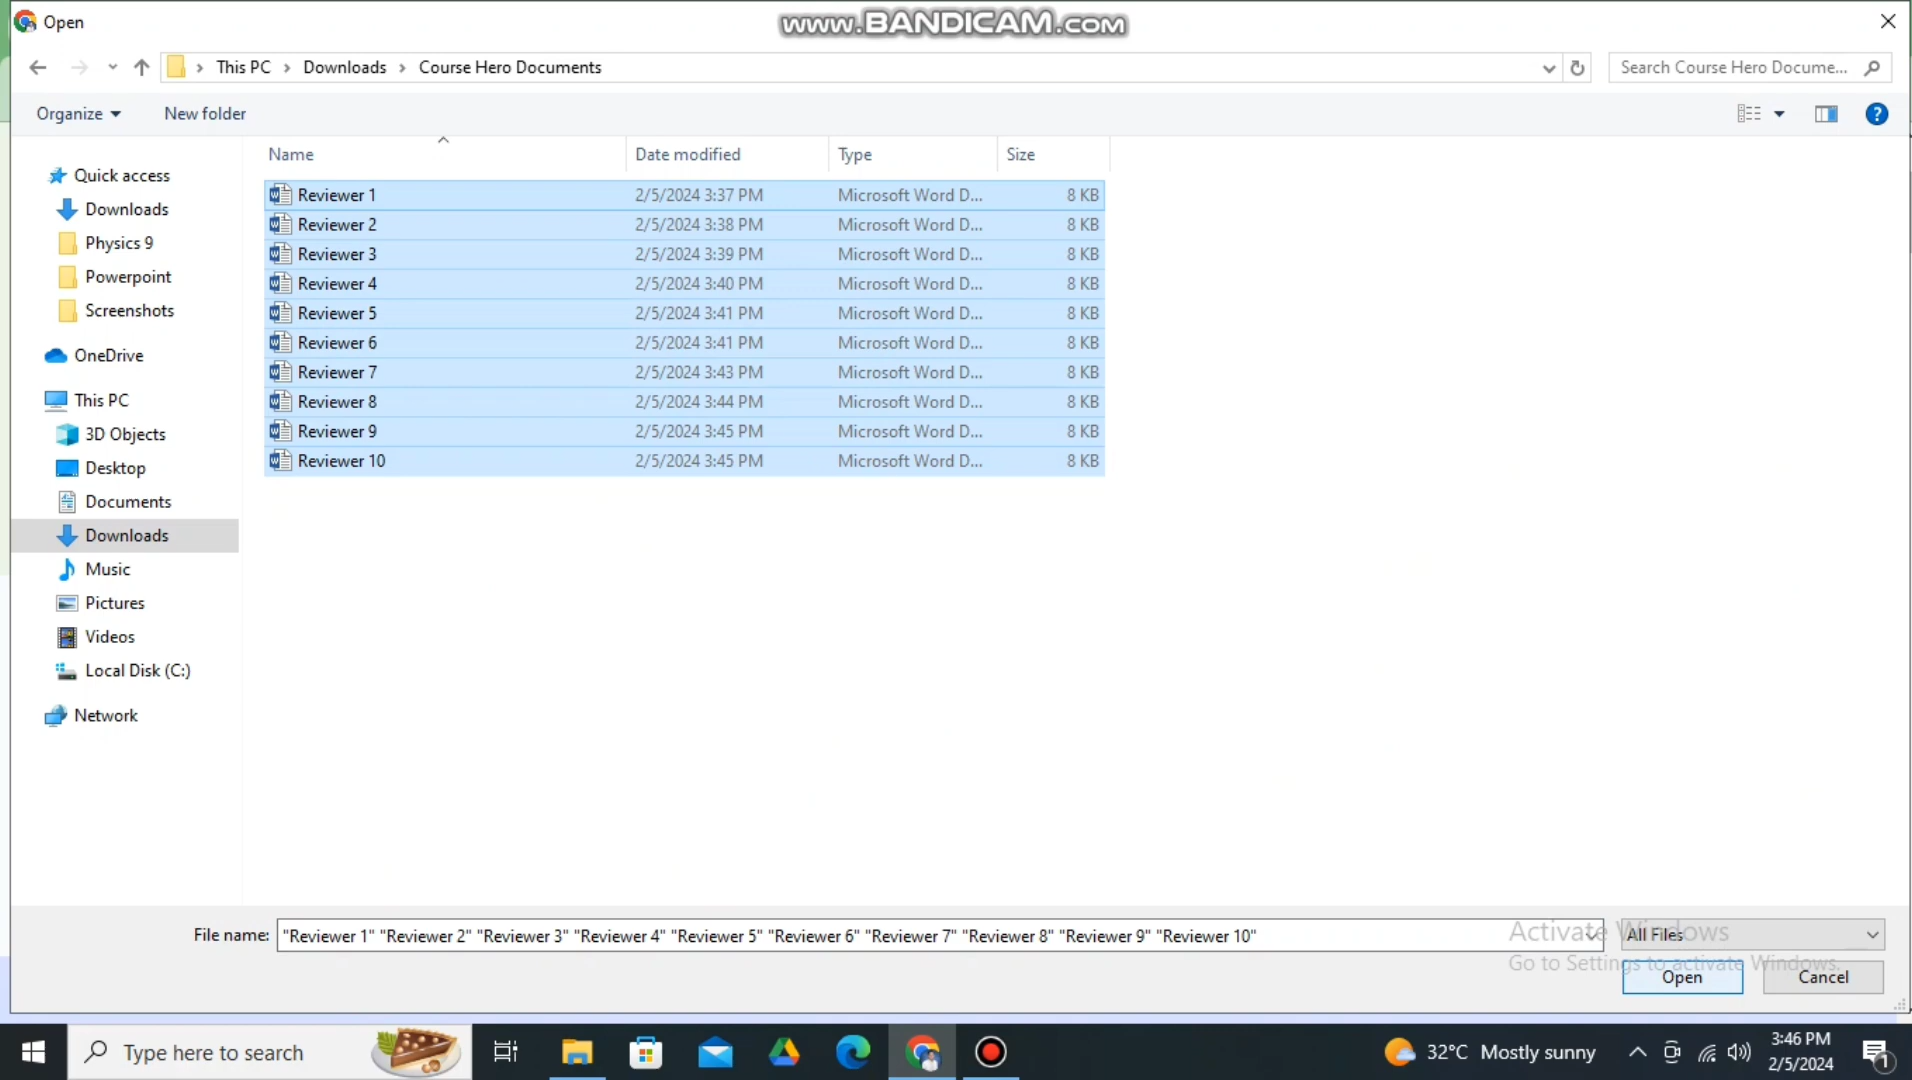 Open
www.BANDICAM.com
This PC > Downloads > Course Hero Documents
Search Course Hero Docume...
Organize
New folder
Name
Date modified
Type
Size
Quick access
Downloads
Physics 9
Powerpoint
Screenshots
OneDrive
This PC
3D Objects
Desktop
Documents
Downloads
Music
Pictures
Videos
Local Disk (C:)
Network
Reviewer 1 2/5/2024 3:37 PM Microsoft Word D... 8 KB
Reviewer 2 2/5/2024 3:38 PM Microsoft Word D... 8 KB
Reviewer 3 2/5/2024 3:39 PM Microsoft Word D... 8 KB
Reviewer 4 2/5/2024 3:40 PM Microsoft Word D... 8 KB
Reviewer 5 2/5/2024 3:41 PM Microsoft Word D... 8 KB
Reviewer 6 2/5/2024 3:41 PM Microsoft Word D... 8 KB
Reviewer 7 2/5/2024 3:43 PM Microsoft Word D... 8 KB
Reviewer 8 2/5/2024 3:44 PM Microsoft Word D... 8 KB
Reviewer 9 2/5/2024 3:45 PM Microsoft Word D... 8 KB
Reviewer 10 2/5/2024 3:45 PM Microsoft Word D... 8 KB
File name: "Reviewer 1" "Reviewer 2" "Reviewer 3" "Reviewer 4" "Reviewer 5" "Reviewer 6" "Reviewer 7" "Reviewer 8" "Reviewer 9" "Reviewer 10"
All Files
Activate Windows
Go to Settings to activate Windows.
Open
Cancel
Type here to search
32°C Mostly sunny
3:46 PM
2/5/2024
1